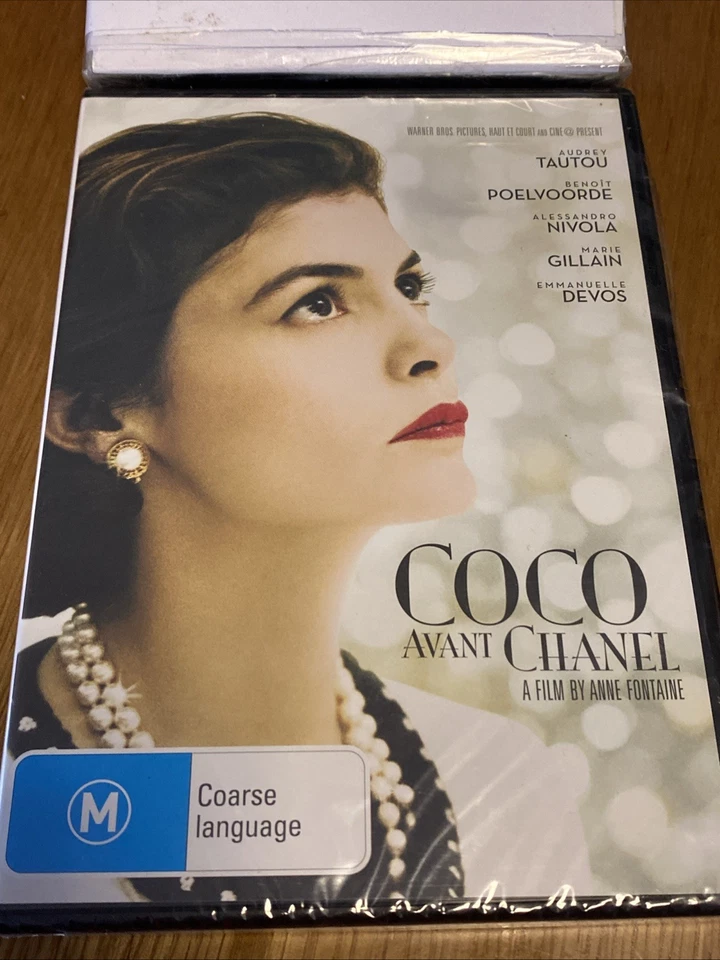 WARNER BROS. PICTURES, HAUT ET COURT AND CINE @ PRESENT
AUDREY
TAUTOU
BENOÎT
POELVOORDE
ALESSANDRO
NIVOLA
MARIE
GILLAIN
EMMANUELLE
DEVOS
COCO
AVANT CHANEL
A FILM BY ANNE FONTAINE
M
Coarse
language